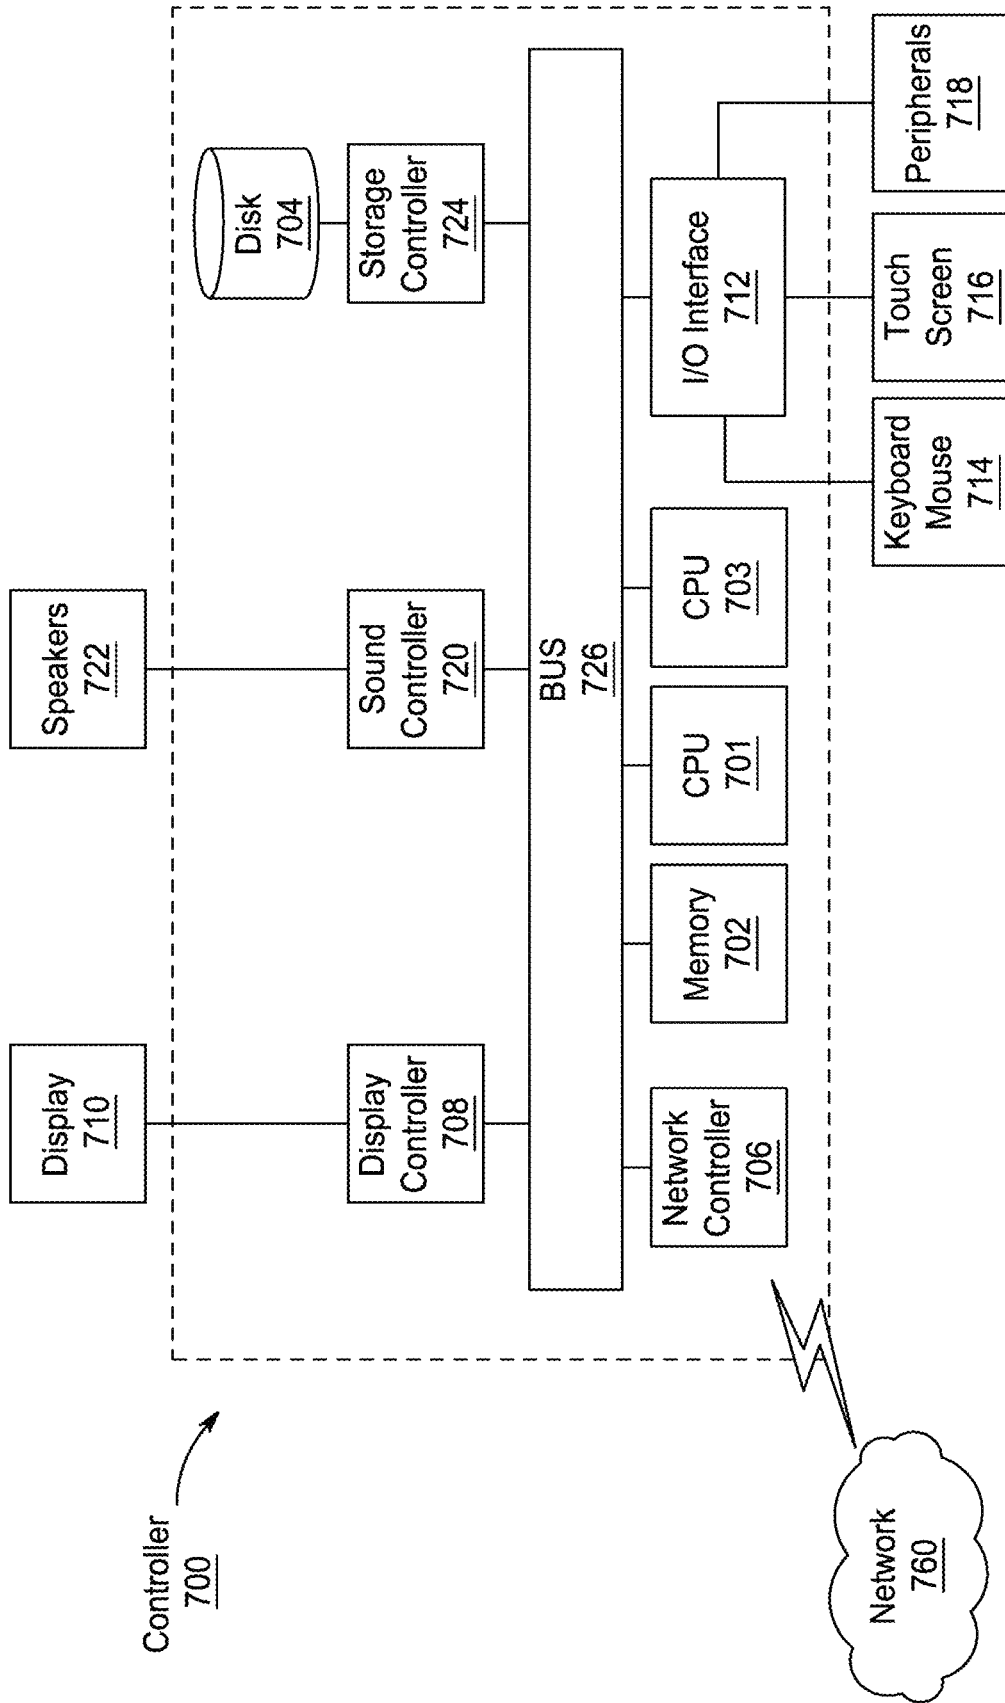 Controller
700
Display
710
Speakers
722
Disk
704
Display
Controller
708
Sound
Controller
720
Storage
Controller
724
BUS
726
Network
Controller
706
Memory
702
CPU
701
CPU
703
I/O Interface
712
Network
760
Keyboard
Mouse
714
Touch
Screen
716
Peripherals
718